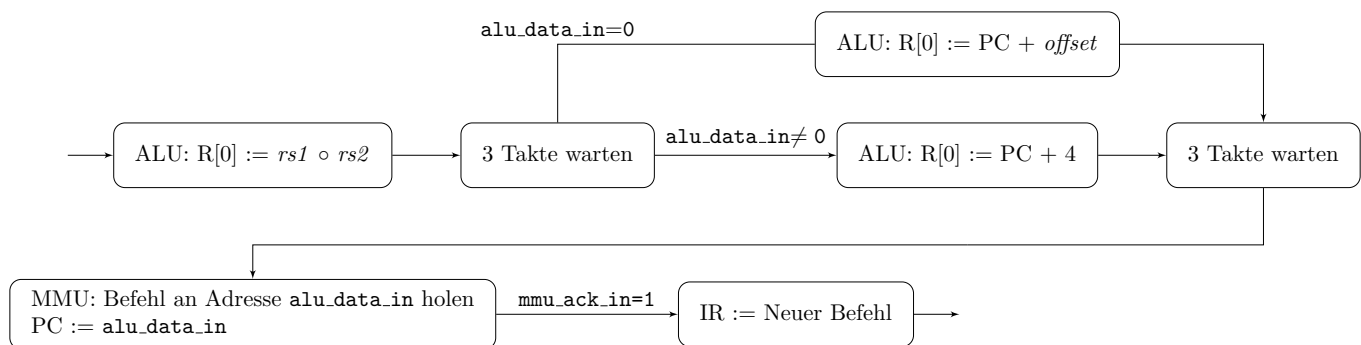 alu_data_in=0
ALU: R[0] := PC + offset
ALU: R[0] := rs1 ∘ rs2
3 Takte warten
alu_data_in≠ 0
ALU: R[0] := PC + 4
3 Takte warten
MMU: Befehl an Adresse alu_data_in holen
PC := alu_data_in
mmu_ack_in=1
IR := Neuer Befehl